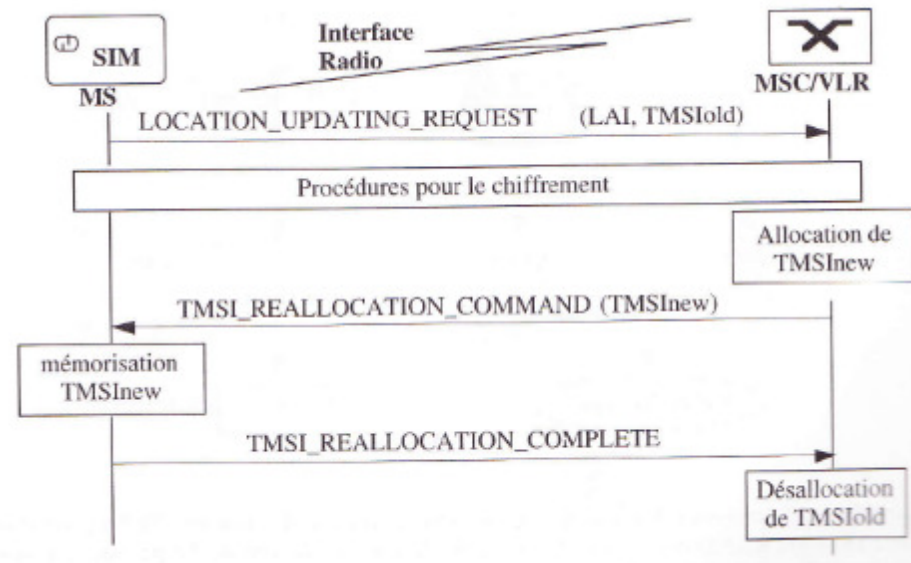 SIM
MS
Interface
Radio
MSC/VLR
LOCATION_UPDATING_REQUEST (LAI, TMSIold)
Procédures pour le chiffrement
Allocation de
TMSInew
TMSI_REALLOCATION_COMMAND (TMSInew)
mémorisation
TMSInew
TMSI_REALLOCATION_COMPLETE
Désallocation
de TMSIold